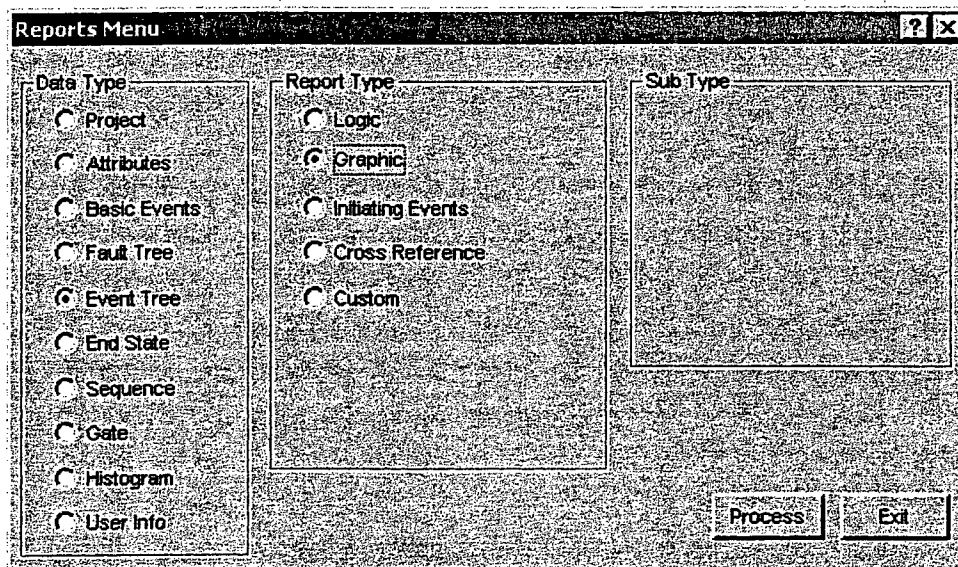 Reports Menu
Data Type
Project
Attributes
Basic Events
Fault Tree
Event Tree
End State
Sequence
Gate
Histogram
User Info
Report Type
Logic
Graphic
Initiating Events
Cross Reference
Custom
Sub Type
Process
Exit